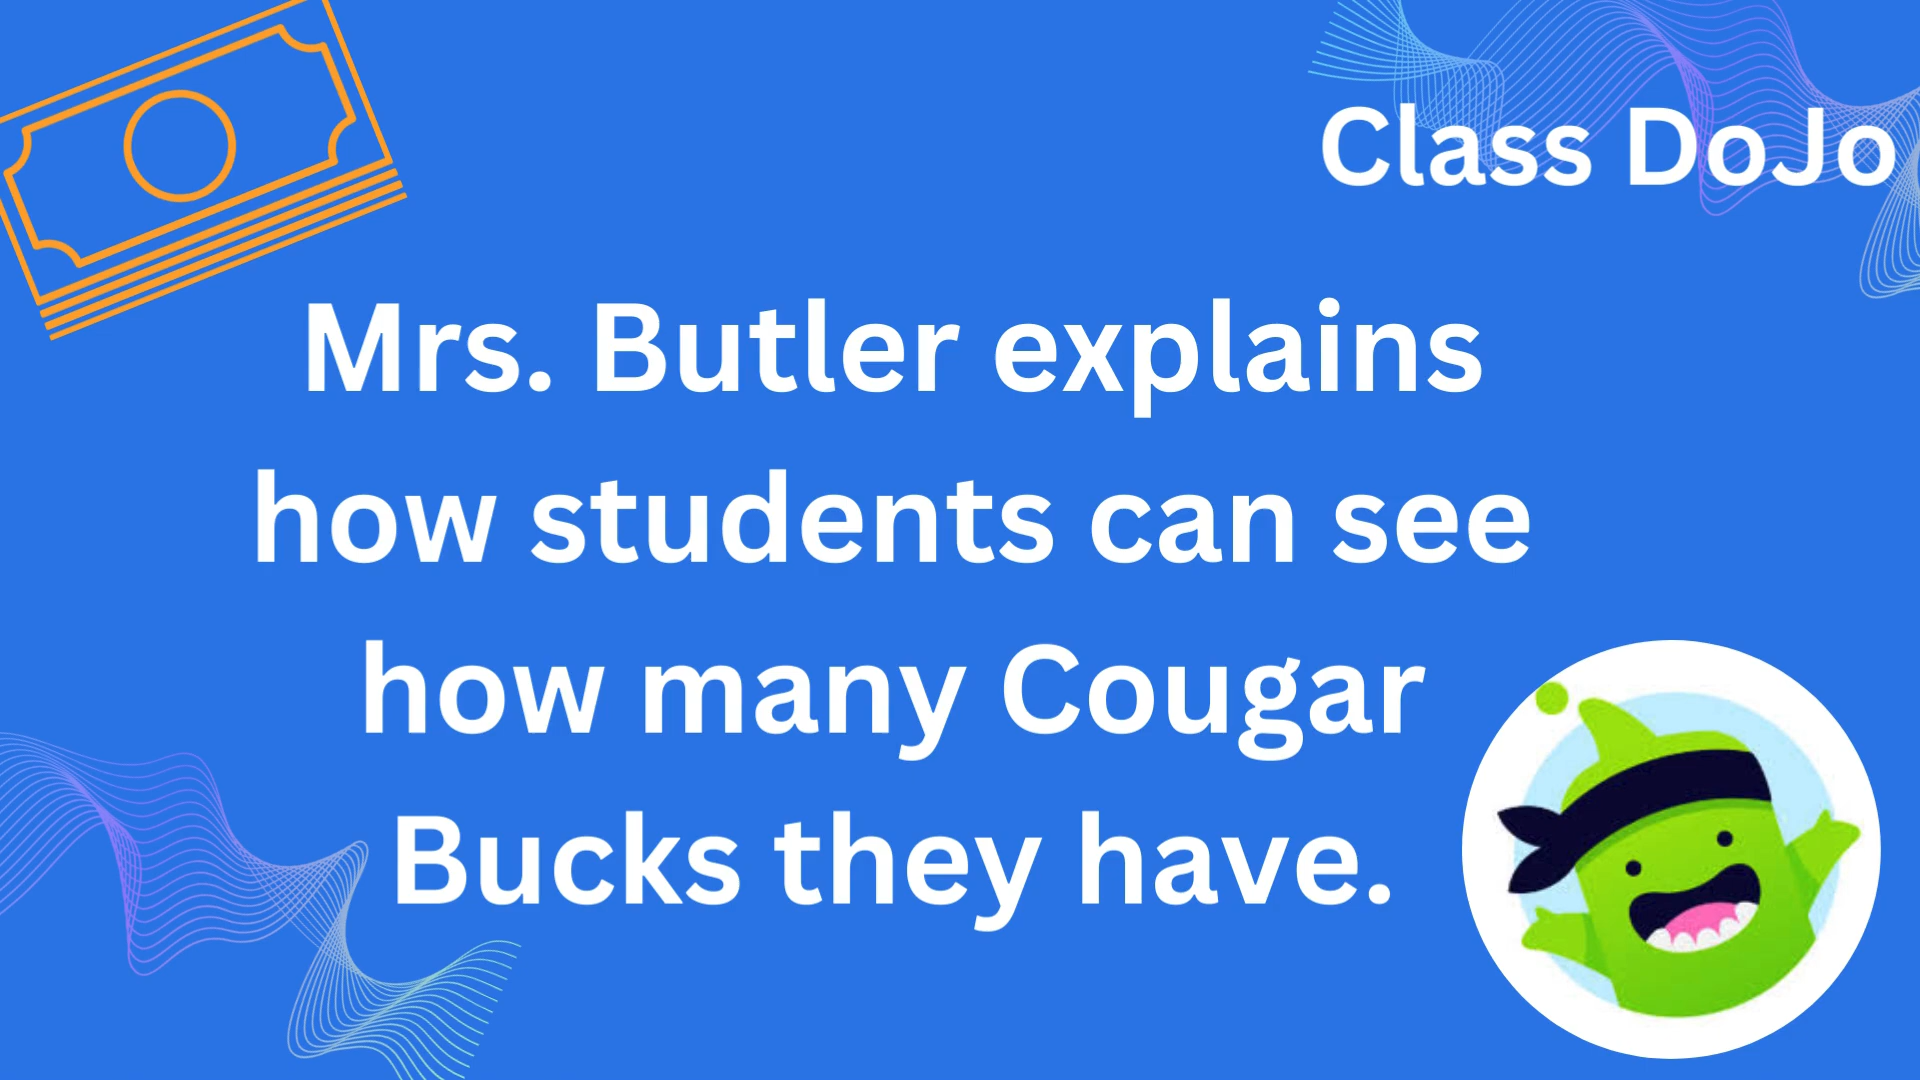 Class DoJo
Mrs. Butler explains
how students can see
how many Cougar
Bucks they have.